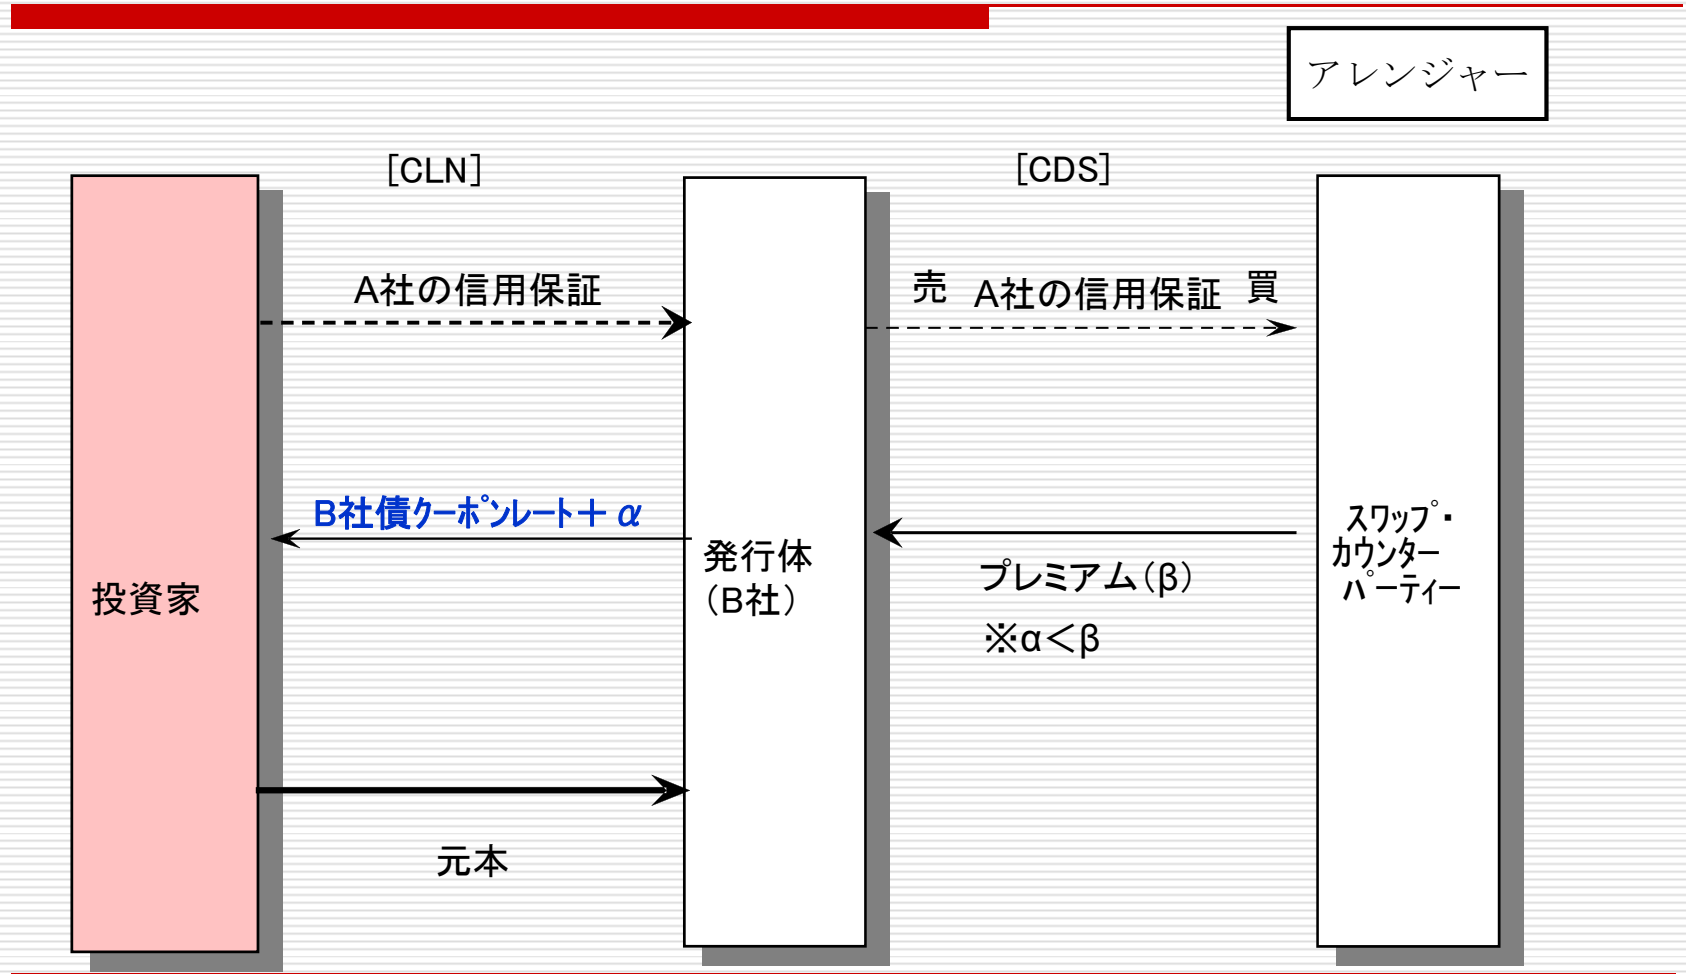 アレンジャー
[CLN]
[CDS]
A社の信用保証
売 A社の信用保証 買
B社債クーポンレート＋α
投資家
発行体
（B社）
プレミアム（β）
※α＜β
スワップ・
カウンター
パーティー
元本